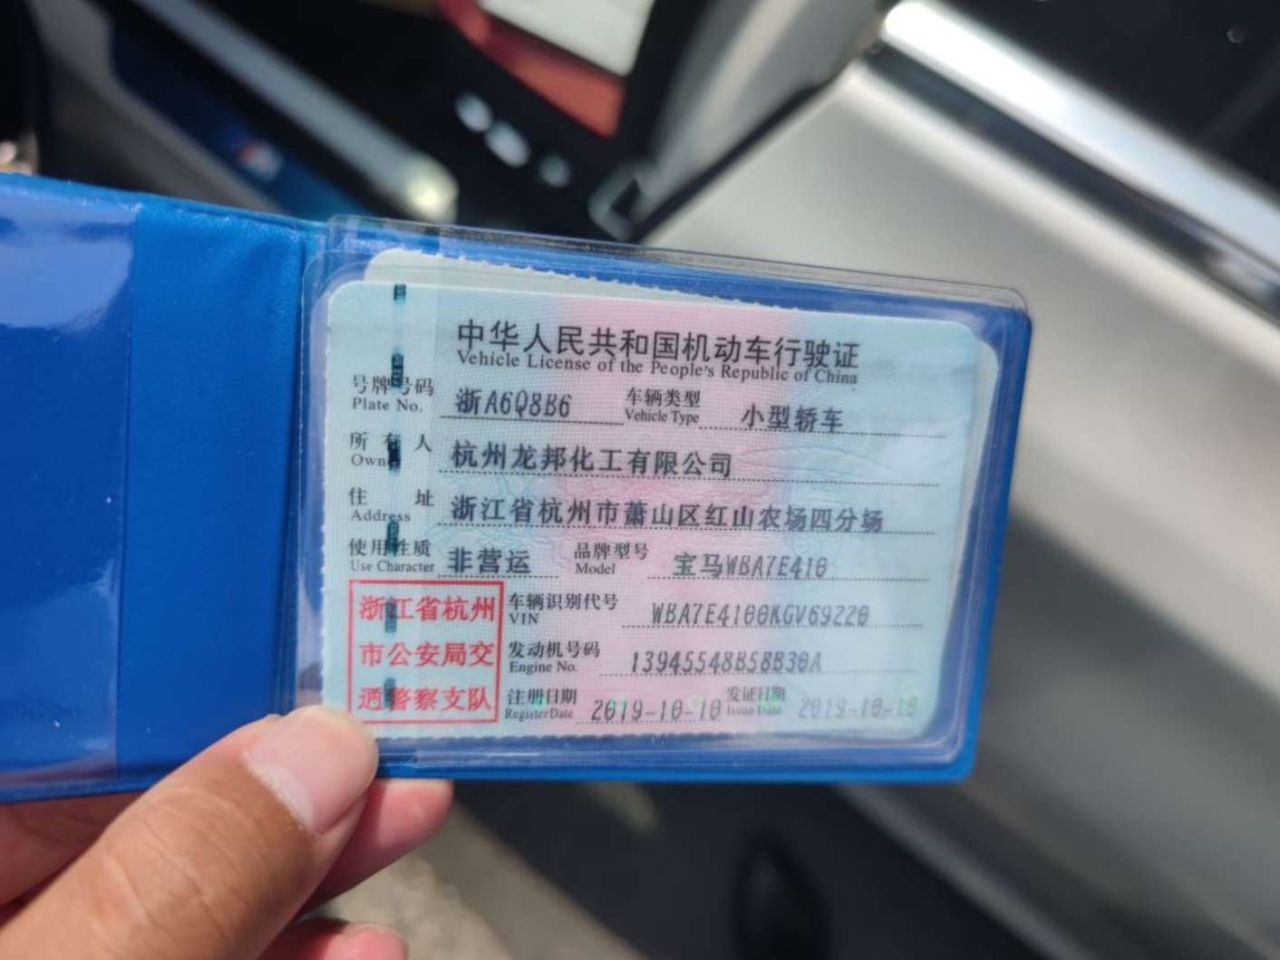 中华人民共和国机动车行驶证
Vehicle License of the People's Republic of China
号牌号码 浙A6Q8B6 车辆类型 小型轿车
Plate No. Vehicle Type
所有人 杭州龙邦化工有限公司
Owner
住址 浙江省杭州市萧山区红山农场四分场
Address
使用性质 非营运 品牌型号 宝马WBA7E410
Use Character Model
浙江省杭州
市公安局交
通警察支队
车辆识别代号 WBA7E4100KGV69220
VIN
发动机号码 13945548B58B30A
Engine No.
注册日期 2019-10-10 发证日期 2019-10-10
Register Date Issue Date